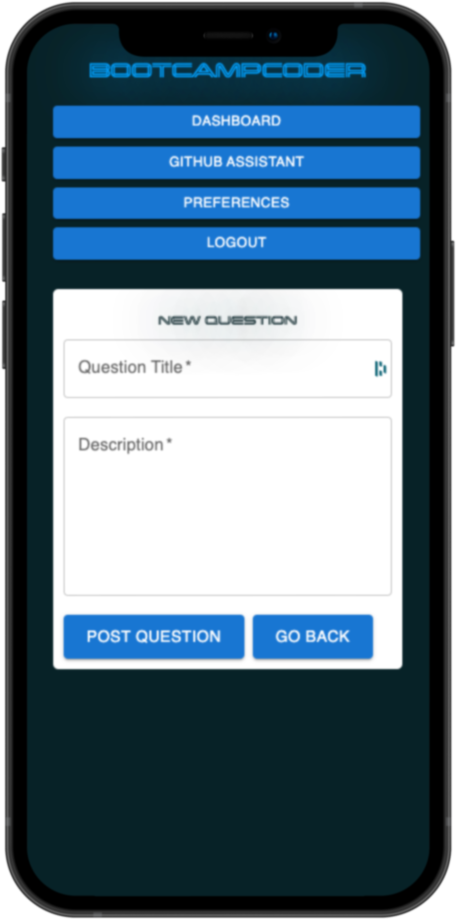 BOOTCAMPCODER
DASHBOARD
GITHUB ASSISTANT
PREFERENCES
LOGOUT
NEW QUESTION
Question Title *
Description *
POST QUESTION GO BACK